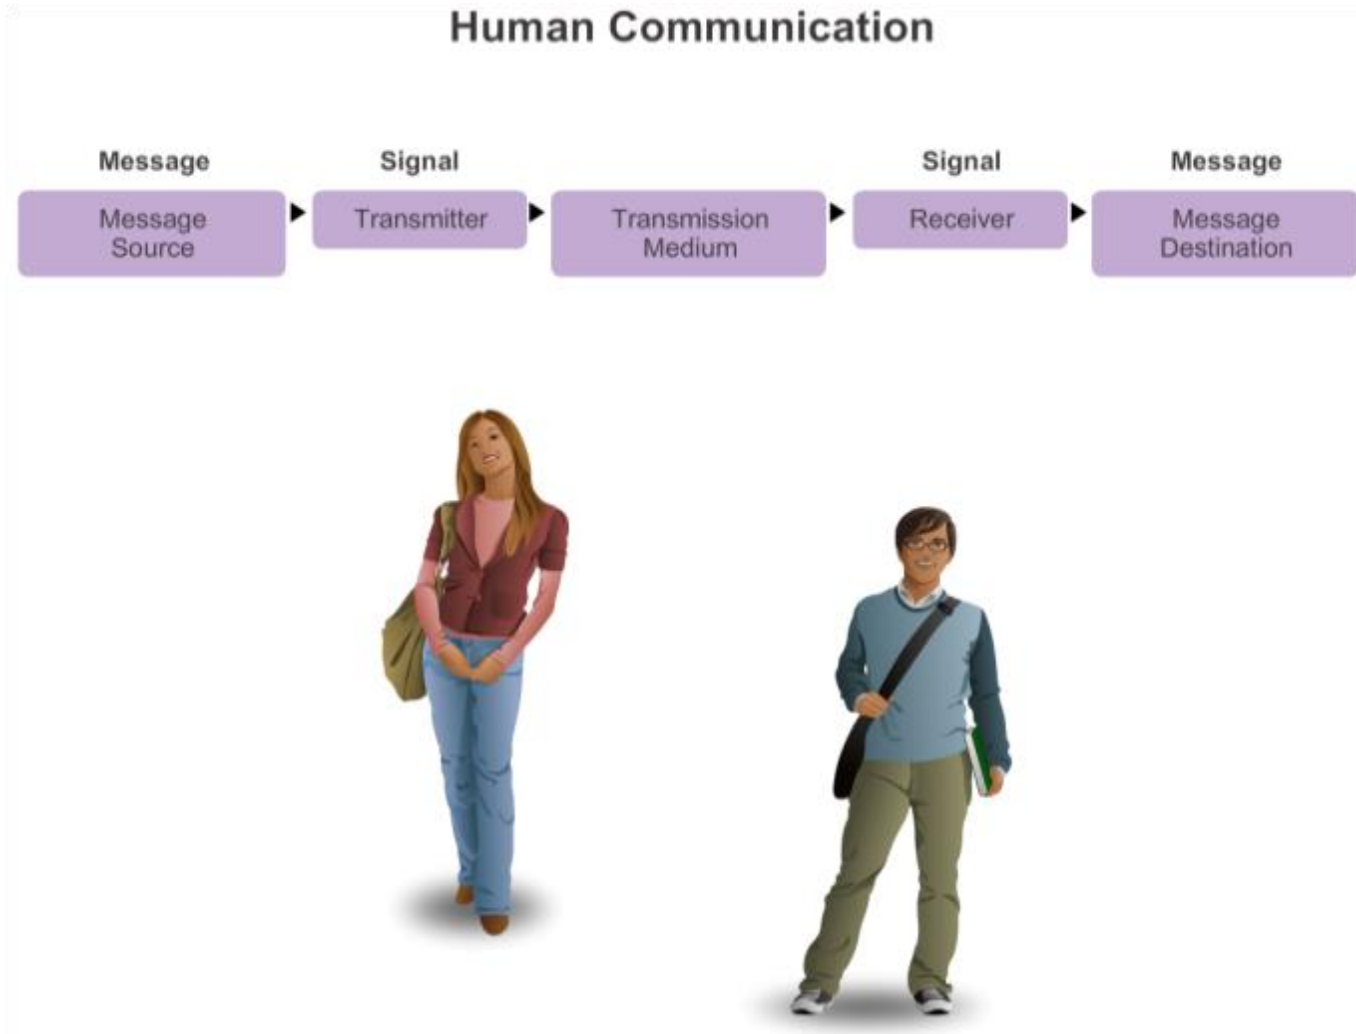 Human Communication
Message
Signal
Signal
Message
Message
Source
Transmitter
Transmission
Medium
Receiver
Message
Destination